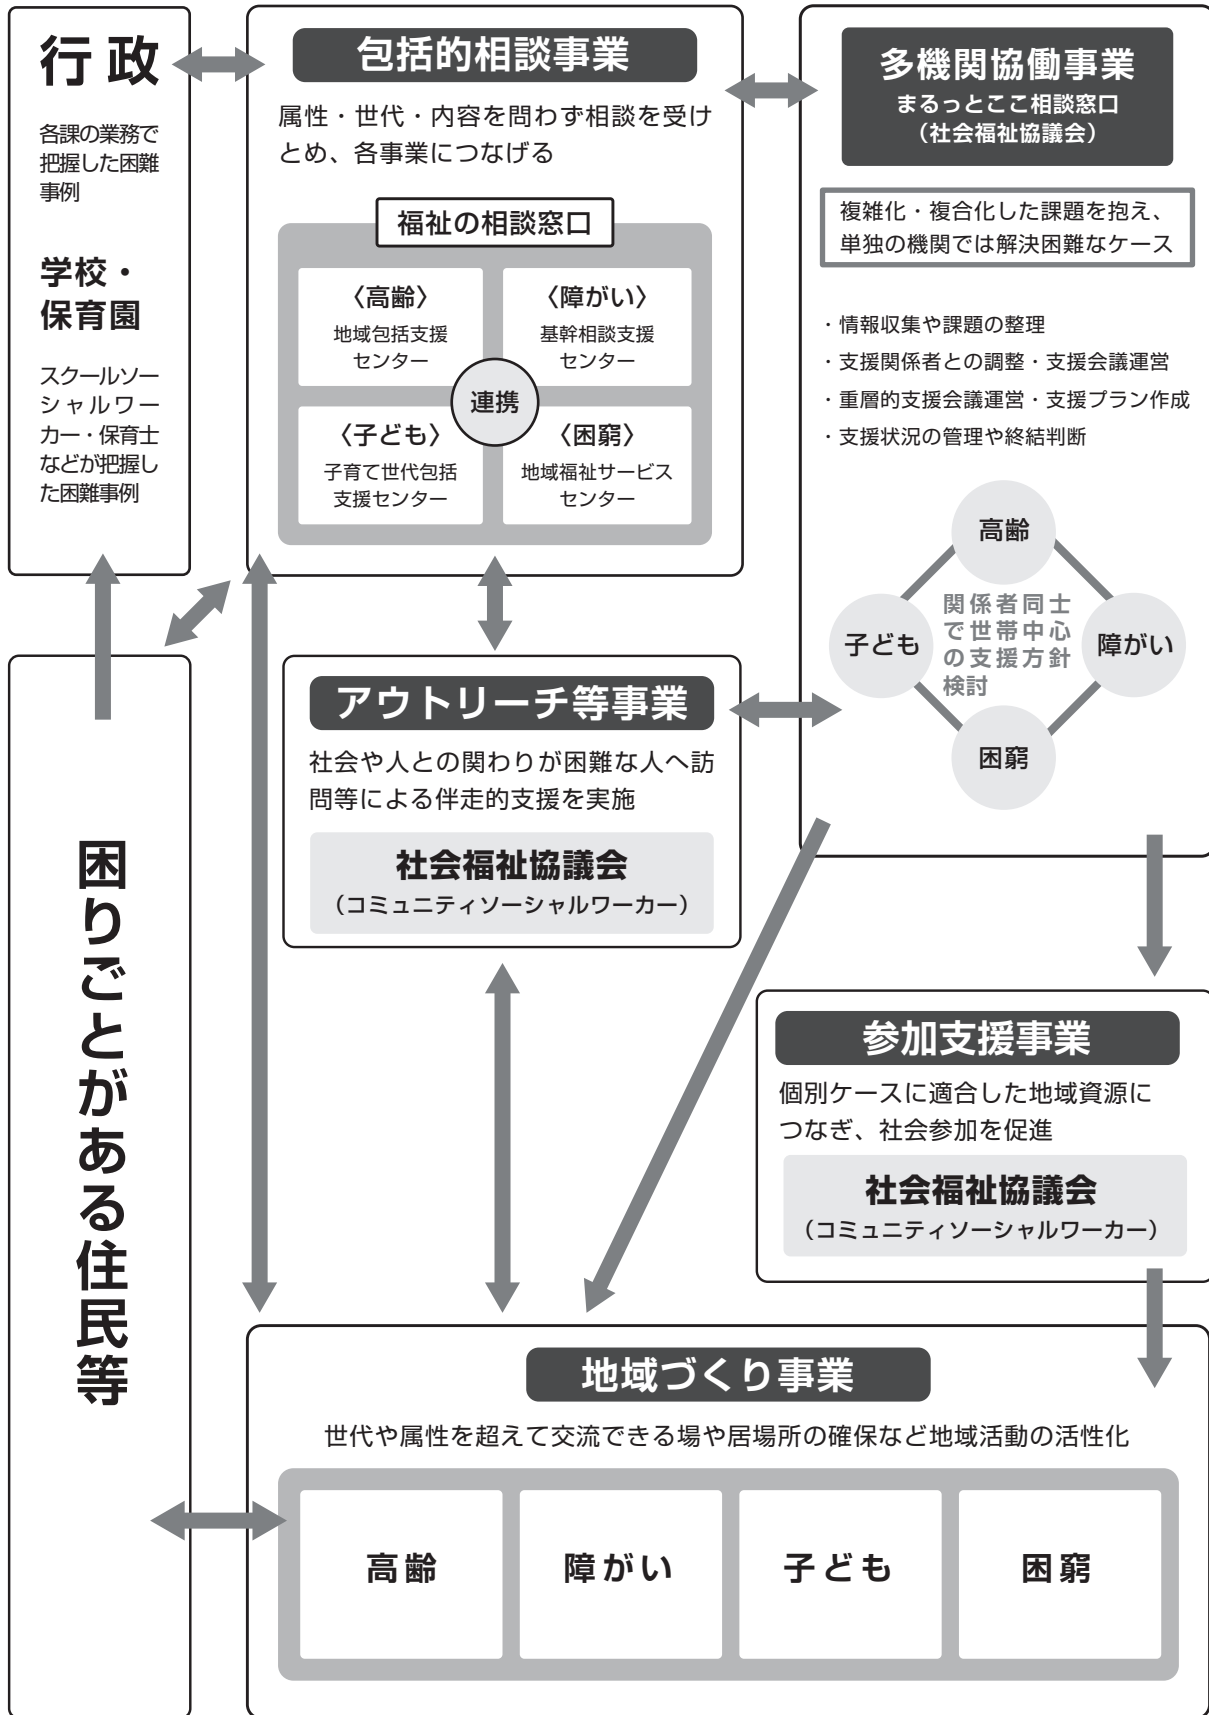 行政
各課の業務で
把握した困難
事例
学校・
保育園
スクールソー
シャルワー
カー・保育士
などが把握し
た困難事例
包括的相談事業
属性・世代・内容を問わず相談を受け
とめ、各事業につなげる
福祉の相談窓口
〈高齢〉
地域包括支援
センター
〈障がい〉
基幹相談支援
センター
連携
〈子ども〉
子育て世代包括
支援センター
〈困窮〉
地域福祉サービス
センター
多機関協働事業
まるっとここ相談窓口
（社会福祉協議会）
複雑化・複合化した課題を抱え、
単独の機関では解決困難なケース
・情報収集や課題の整理
・支援関係者との調整・支援会議運営
・重層的支援会議運営・支援プラン作成
・支援状況の管理や終結判断
高齢
子ども
関係者同士
で世帯中心
の支援方針
検討
障がい
困窮
アウトリーチ等事業
社会や人との関わりが困難な人へ訪
問等による伴走的支援を実施
社会福祉協議会
（コミュニティソーシャルワーカー）
困りごとがある住民等
参加支援事業
個別ケースに適合した地域資源に
つなぎ、社会参加を促進
社会福祉協議会
（コミュニティソーシャルワーカー）
地域づくり事業
世代や属性を超えて交流できる場や居場所の確保など地域活動の活性化
高齢
障がい
子ども
困窮